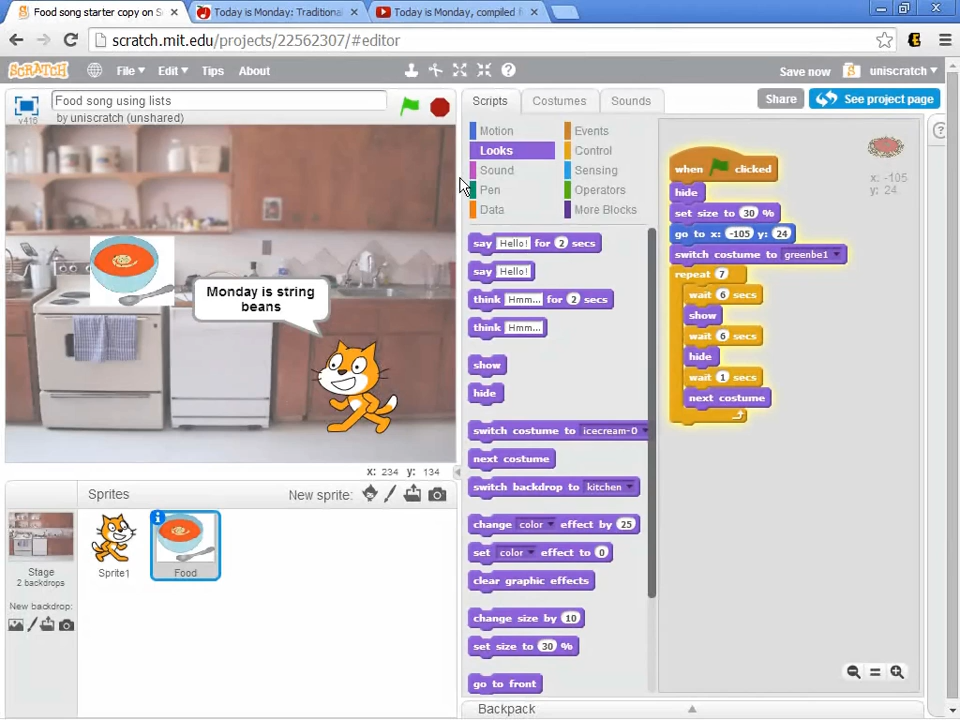 Food song starter copy on S
Today is Monday: Traditiona
Today is Monday, compiled f
scratch.mit.edu/projects/22562307/#editor
SCRATCH File Edit Tips About Save now uniscratch
Food song using lists
by uniscratch (unshared)
v416
Scripts Costumes Sounds Share See project page
Motion Events
Looks Control
Sound Sensing
Pen Operators
Data More Blocks
say Hello! for 2 secs
say Hello!
think Hmm... for 2 secs
think Hmm...
show
hide
switch costume to icecream-0
next costume
switch backdrop to kitchen
change color effect by 25
set color effect to 0
clear graphic effects
change size by 10
set size to 30 %
go to front
when clicked
hide
set size to 30 %
go to x: -105 y: 24
switch costume to greenbe1
repeat 7
wait 6 secs
show
wait 6 secs
hide
wait 1 secs
next costume
x: -105
y: 24
Monday is string
beans
x: 234 y: 134
Sprites New sprite:
Stage
2 backdrops
New backdrop:
Sprite1
Food
Backpack